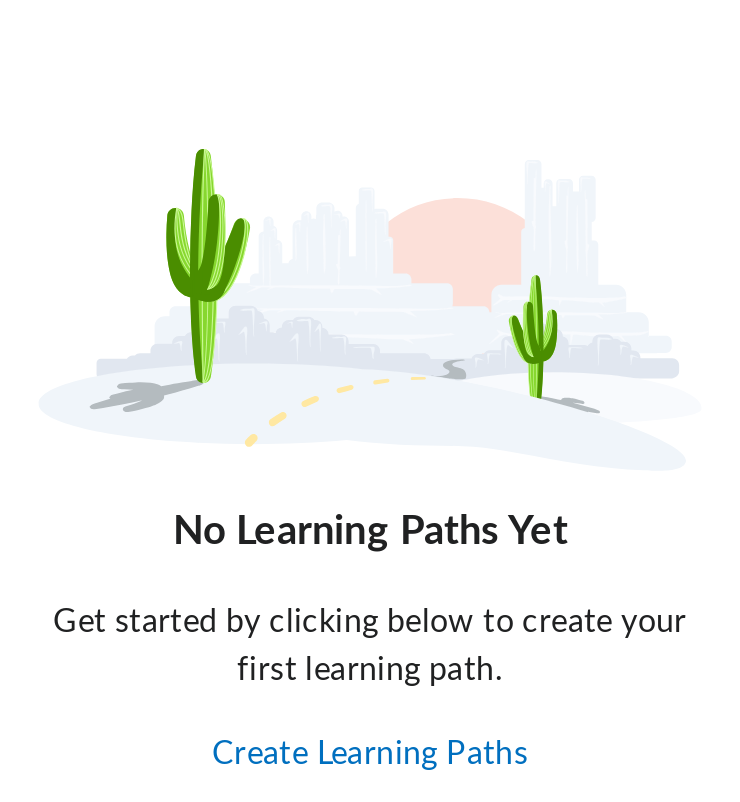 No Learning Paths Yet
Get started by clicking below to create your
first learning path.
Create Learning Paths